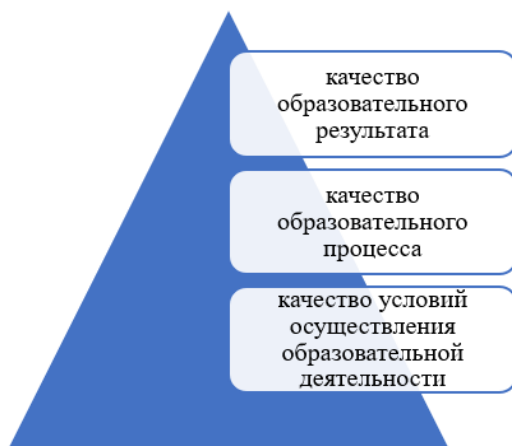 качество
образовательного
результата
качество
образовательного
процесса
качество условий
осуществления
образовательной
деятельности